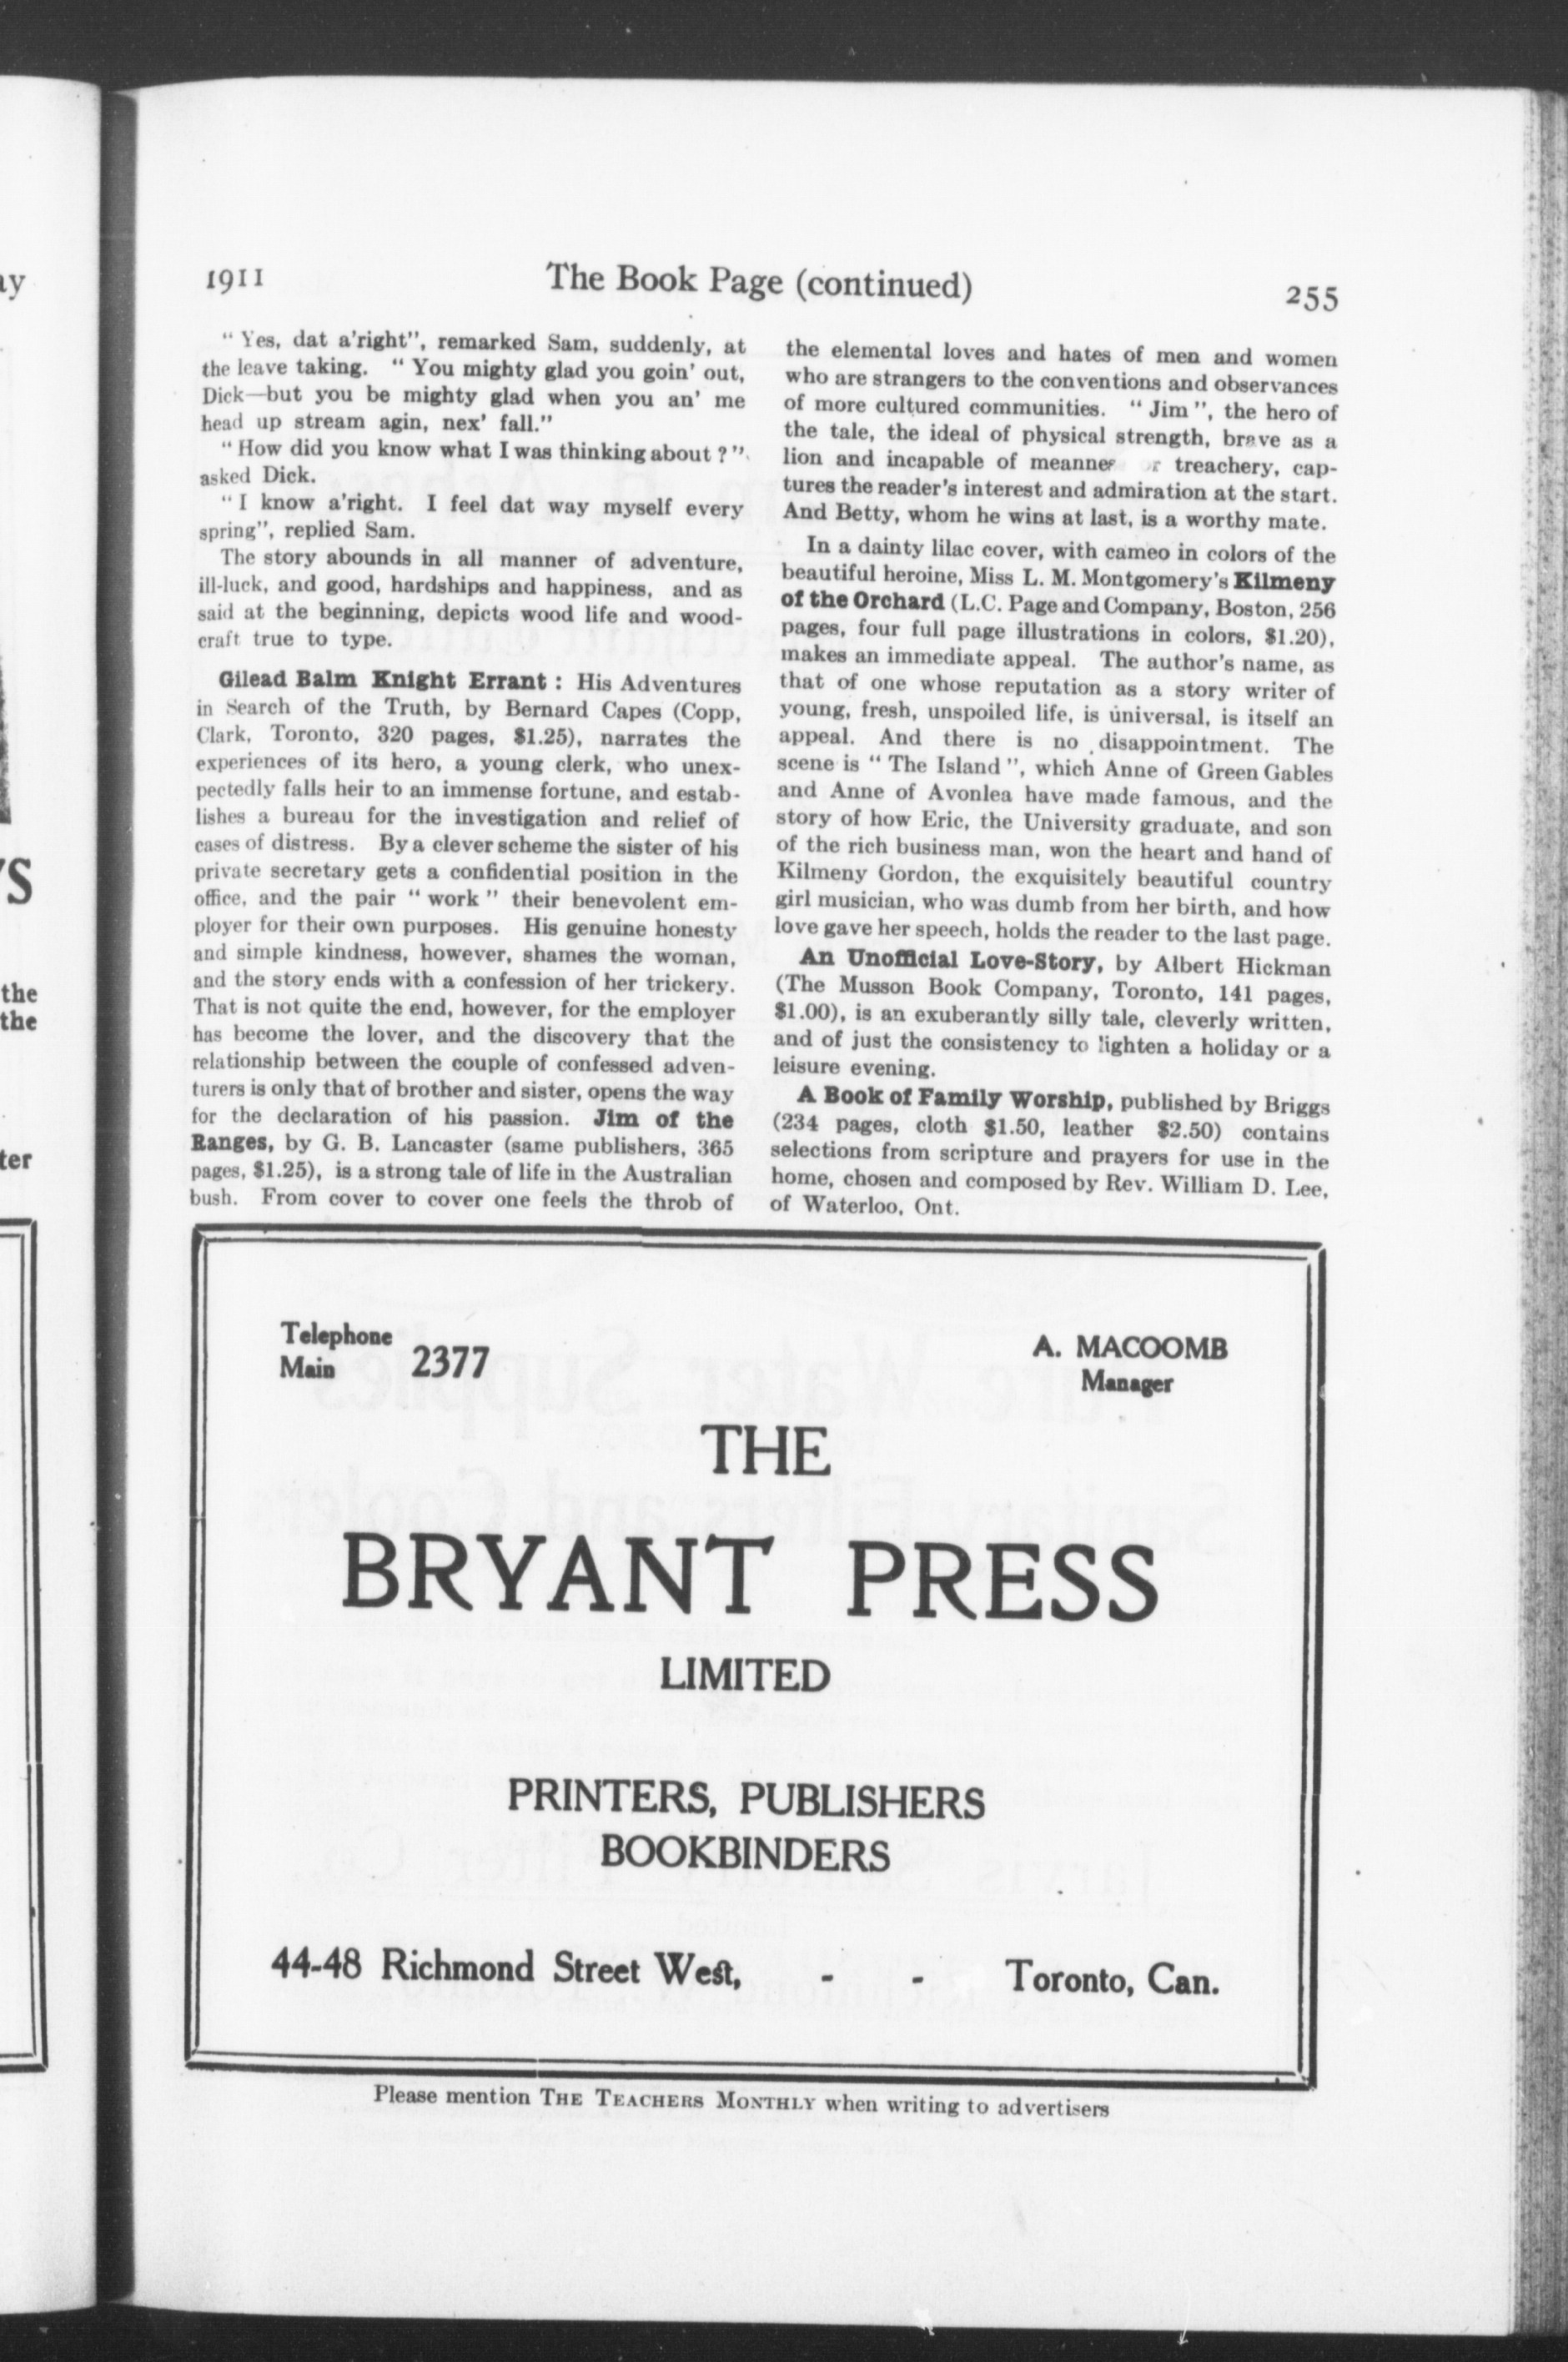 1911
The Book Page (continued)
255
“ Yes, dat a’right”, remarked Sam, suddenly, at
the leave taking. “ You mighty glad you goin’ out,
Dick—but you be mighty glad when you an’ me
head up stream agin, nex’ fall.”
“ How did you know what I was thinking about ? ”
asked Dick.
“ I know a’right. I feel dat way myself every
spring”, replied Sam.
The story abounds in all manner of adventure,
ill-luck, and good, hardships and happiness, and as
said at the beginning, depicts wood life and wood-
craft true to type.
Gilead Balm Knight Errant : His Adventures
in Search of the Truth, by Bernard Capes (Copp,
Clark, Toronto, 320 pages, $1.25), narrates the
experiences of its hero, a young clerk, who unex-
pectedly falls heir to an immense fortune, and estab-
lishes a bureau for the investigation and relief of
cases of distress. By a clever scheme the sister of his
private secretary gets a confidential position in the
office, and the pair “ work ” their benevolent em-
ployer for their own purposes. His genuine honesty
and simple kindness, however, shames the woman,
and the story ends with a confession of her trickery.
That is not quite the end, however, for the employer
has become the lover, and the discovery that the
relationship between the couple of confessed adven-
turers is only that of brother and sister, opens the way
for the declaration of his passion. Jim of the
Ranges, by G. B. Lancaster (same publishers, 365
pages, $1.25), is a strong tale of life in the Australian
bush. From cover to cover one feels the throb of
the elemental loves and hates of men and women
who are strangers to the conventions and observances
of more cultured communities. “ Jim ”, the hero of
the tale, the ideal of physical strength, brave as a
lion and incapable of treachery, cap-
tures the reader’s interest and admiration at the start.
And Betty, whom he wins at last, is a worthy mate.
In a dainty lilac cover, with cameo in colors of the
beautiful heroine, Miss L. M. Montgomery’s Kilmeny
of the Orchard (L.C. Page and Company, Boston, 256
pages, four full page illustrations in colors, $1.20),
makes an immediate appeal. The author’s name, as
that of one whose reputation as a story writer of
young, fresh, unspoiled life, is universal, is itself an
appeal. And there is no disappointment. The
scene is “ The Island ”, which Anne of Green Gables
and Anne of Avonlea have made famous, and the
story of how Eric, the University graduate, and son
of the rich business man, won the heart and hand of
Kilmeny Gordon, the exquisitely beautiful country
girl musician, who was dumb from her birth, and how
love gave her speech, holds the reader to the last page.
An Unofficial Love-Story, by Albert Hickman
(The Musson Book Company, Toronto, 141 pages,
$1.00), is an exuberantly silly tale, cleverly written,
and of just the consistency to lighten a holiday or a
leisure evening.
A Book of Family Worship, published by Briggs
(234 pages, cloth $1.50, leather $2.50) contains
selections from scripture and prayers for use in the
home, chosen and composed by Rev. William D. Lee,
of Waterloo, Ont.
Telephone
Main 2377
A. MACOOMB
Manager
THE
BRYANT PRESS
LIMITED
PRINTERS, PUBLISHERS
BOOKBINDERS
44-48 Richmond Street West, - - Toronto, Can.
Please mention THE TEACHERS MONTHLY when writing to advertisers